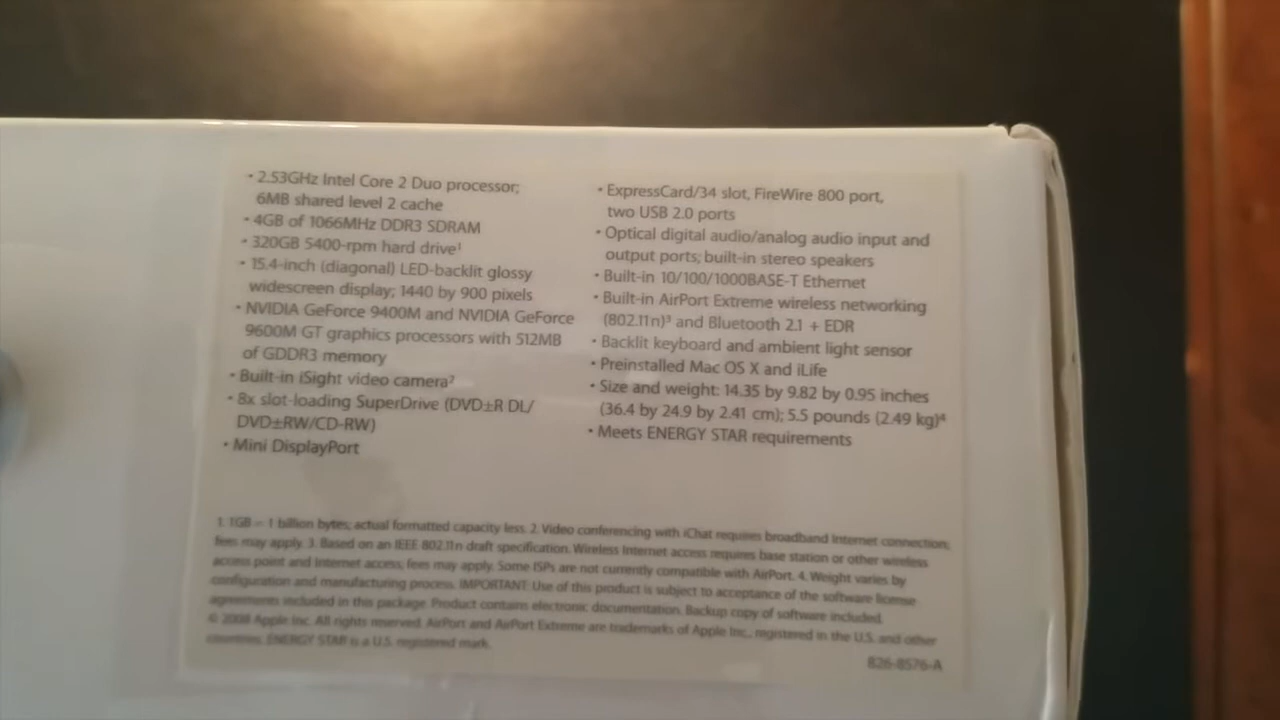 • 2.53GHz Intel Core 2 Duo processor;
6MB shared level 2 cache
• 4GB of 1066MHz DDR3 SDRAM
• 320GB 5400-rpm hard drive¹
• 15.4-inch (diagonal) LED-backlit glossy
widescreen display; 1440 by 900 pixels
• NVIDIA GeForce 9400M and NVIDIA GeForce
9600M GT graphics processors with 512MB
of GDDR3 memory
• Built-in iSight video camera²
• 8x slot-loading SuperDrive (DVD±R DL/
DVD±RW/CD-RW)
• Mini DisplayPort
• ExpressCard/34 slot, FireWire 800 port,
two USB 2.0 ports
• Optical digital audio/analog audio input and
output ports; built-in stereo speakers
• Built-in 10/100/1000BASE-T Ethernet
• Built-in AirPort Extreme wireless networking
(802.11n)³ and Bluetooth 2.1 + EDR
• Backlit keyboard and ambient light sensor
• Preinstalled Mac OS X and iLife
• Size and weight: 14.35 by 9.82 by 0.95 inches
(36.4 by 24.9 by 2.41 cm); 5.5 pounds (2.49 kg)⁴
• Meets ENERGY STAR requirements
1. 1GB = 1 billion bytes; actual formatted capacity less. 2. Video conferencing with iChat requires broadband Internet connection;
fees may apply. 3. Based on an IEEE 802.11n draft specification. Wireless Internet access requires base station or other wireless
access point and Internet access; fees may apply. Some ISPs are not currently compatible with AirPort. 4. Weight varies by
configuration and manufacturing process. IMPORTANT: Use of this product is subject to acceptance of the software license
agreements included in this package. Product contains electronic documentation. Backup copy of software included.
© 2008 Apple Inc. All rights reserved. AirPort and AirPort Extreme are trademarks of Apple Inc., registered in the U.S. and other
countries. ENERGY STAR is a U.S. registered mark.
826-8576-A